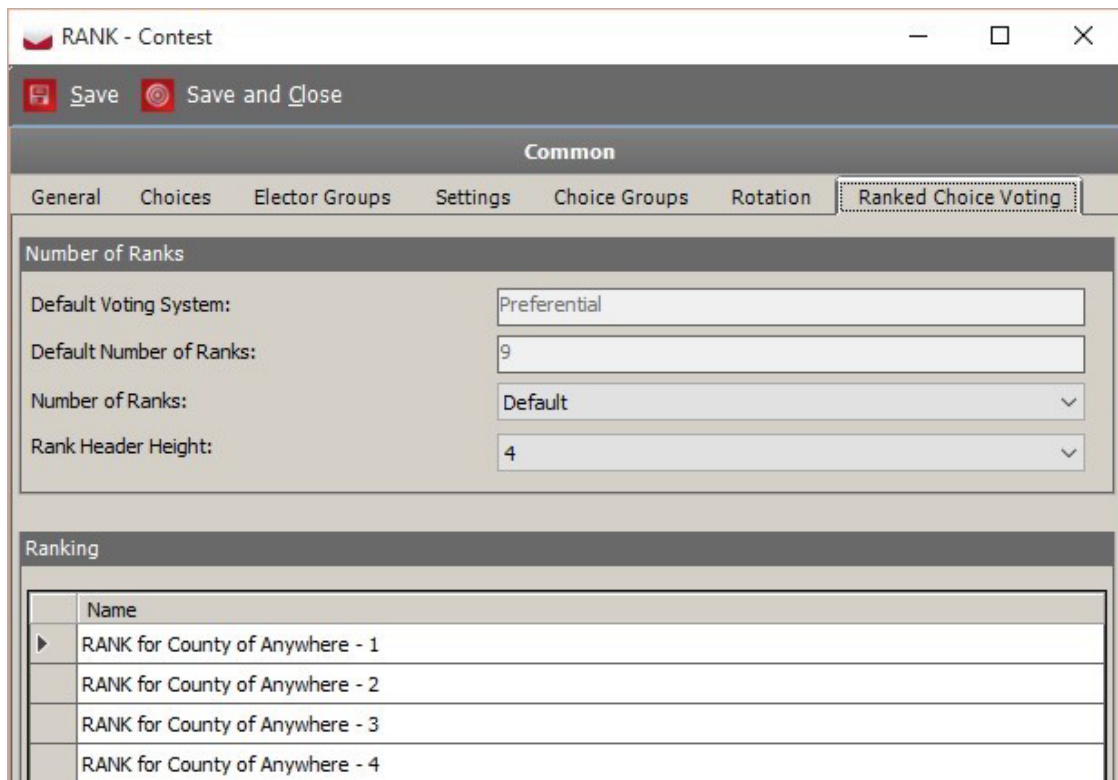 RANK - Contest
Save Save and Close
Common
General Choices Elector Groups Settings Choice Groups Rotation Ranked Choice Voting
Number of Ranks
Default Voting System: Preferential
Default Number of Ranks: 9
Number of Ranks: Default
Rank Header Height: 4
Ranking
Name
RANK for County of Anywhere - 1
RANK for County of Anywhere - 2
RANK for County of Anywhere - 3
RANK for County of Anywhere - 4